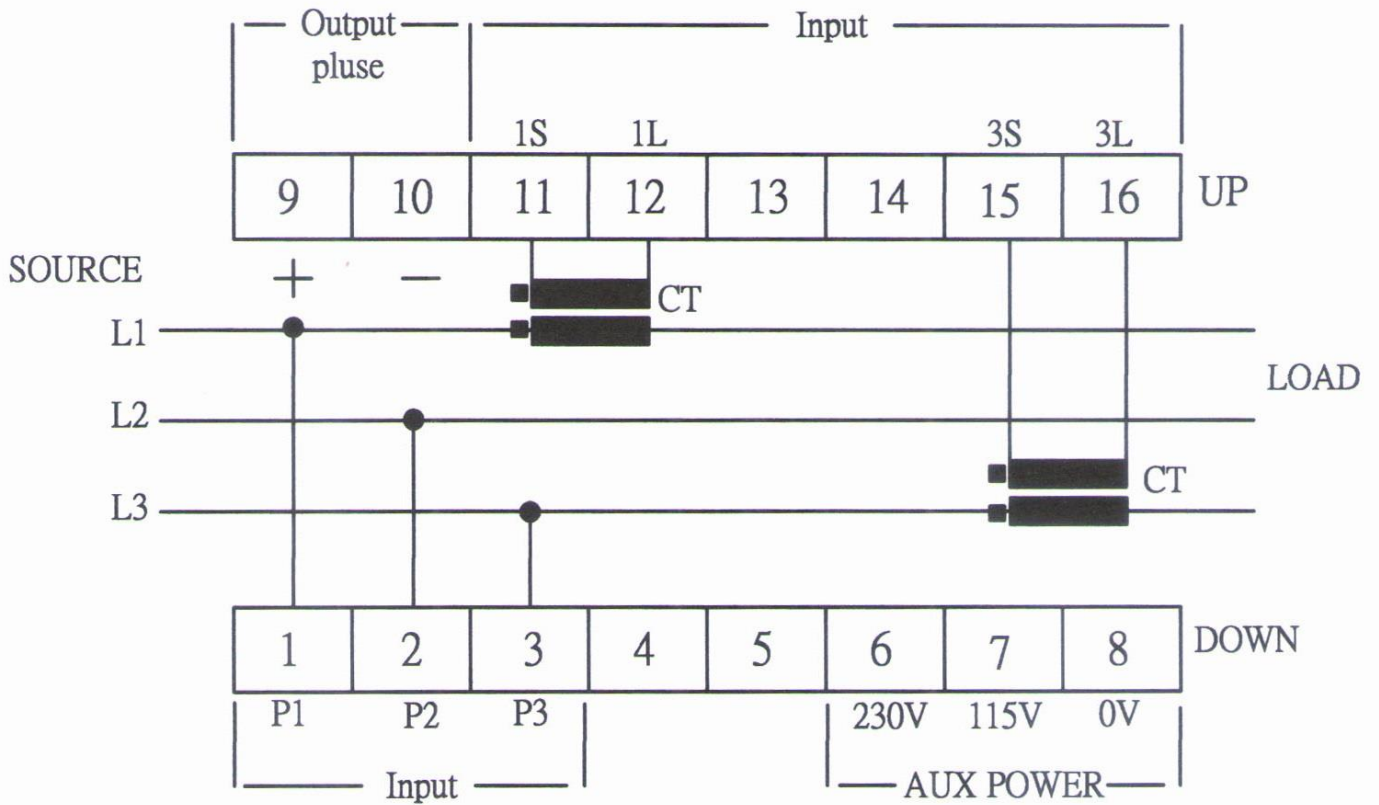 Output
pluse
Input
1S 1L 3S 3L
9 10 11 12 13 14 15 16 UP
SOURCE + −
CT
L1
LOAD
L2
CT
L3
1 2 3 4 5 6 7 8 DOWN
P1 P2 P3 230V 115V 0V
Input AUX POWER